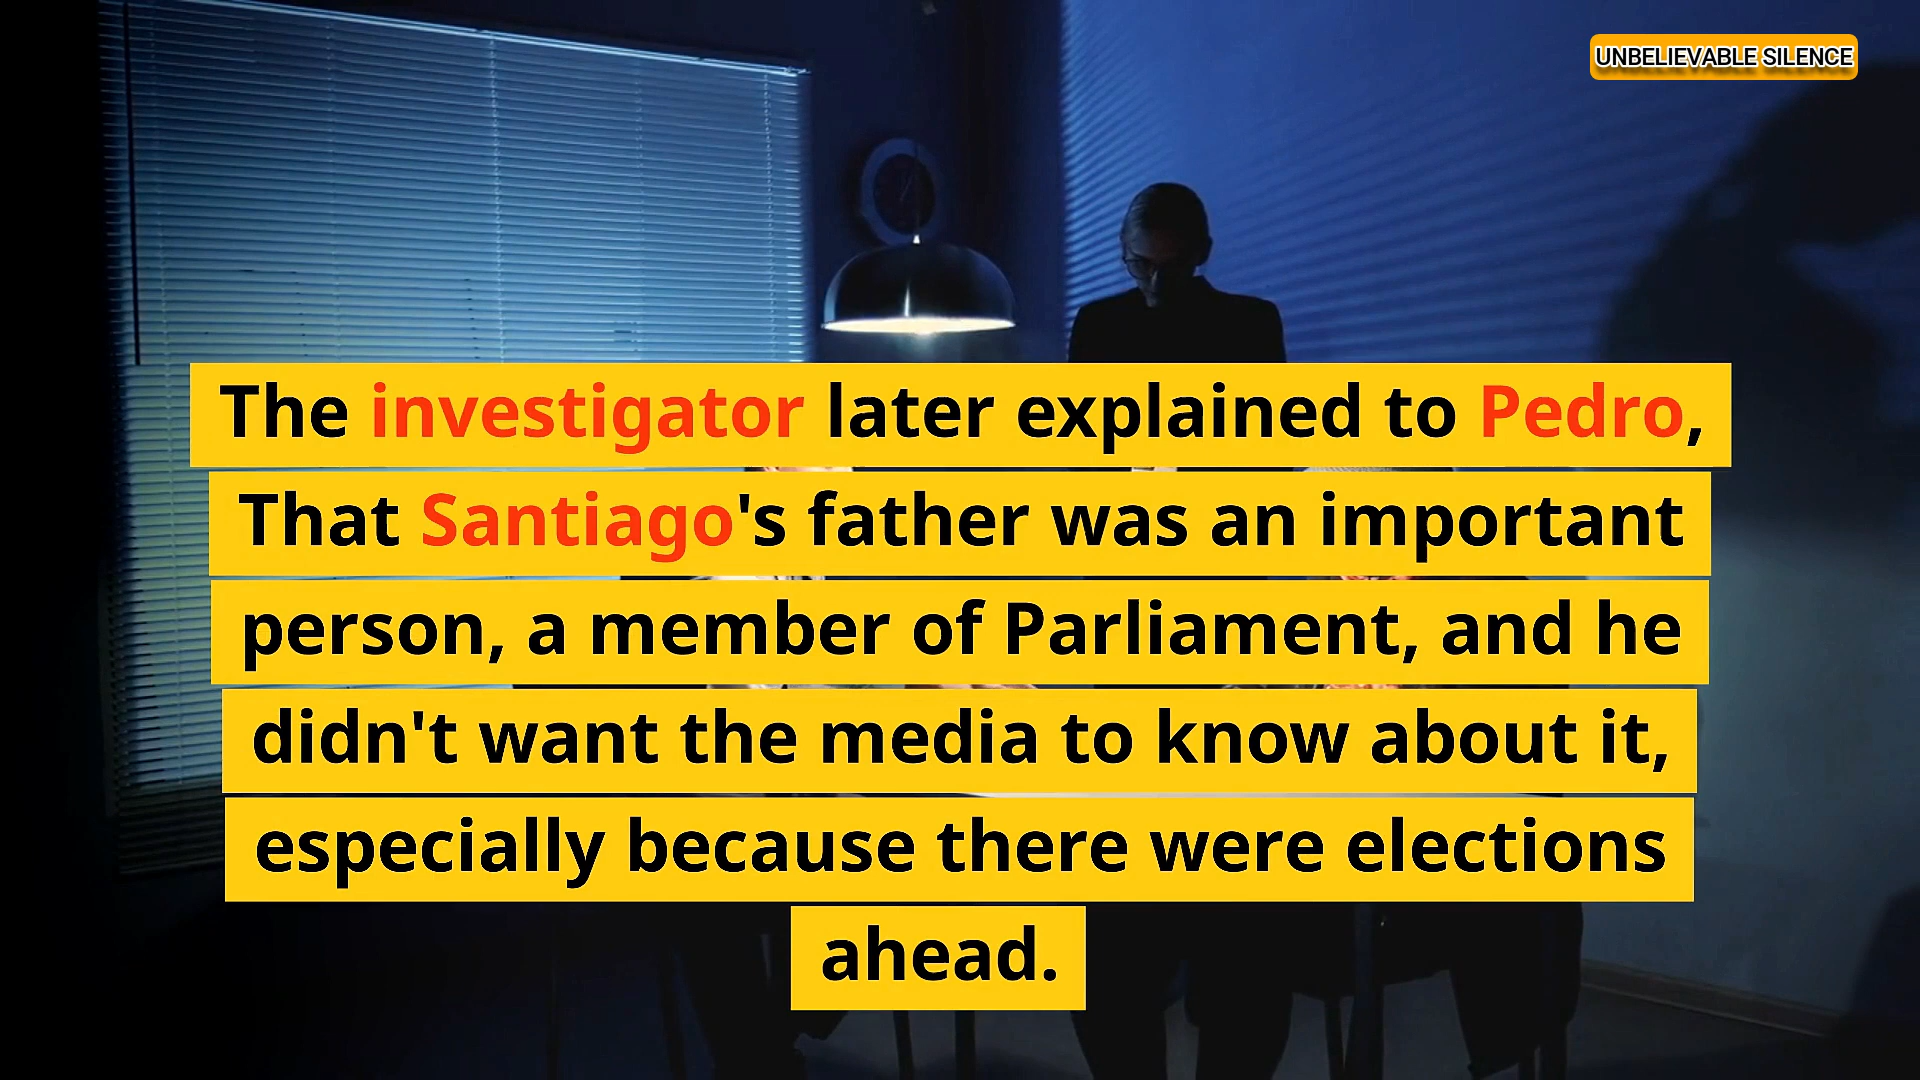 UNBELIEVABLE SILENCE
The investigator later explained to Pedro,
That Santiago's father was an important
person, a member of Parliament, and he
didn't want the media to know about it,
especially because there were elections
ahead.